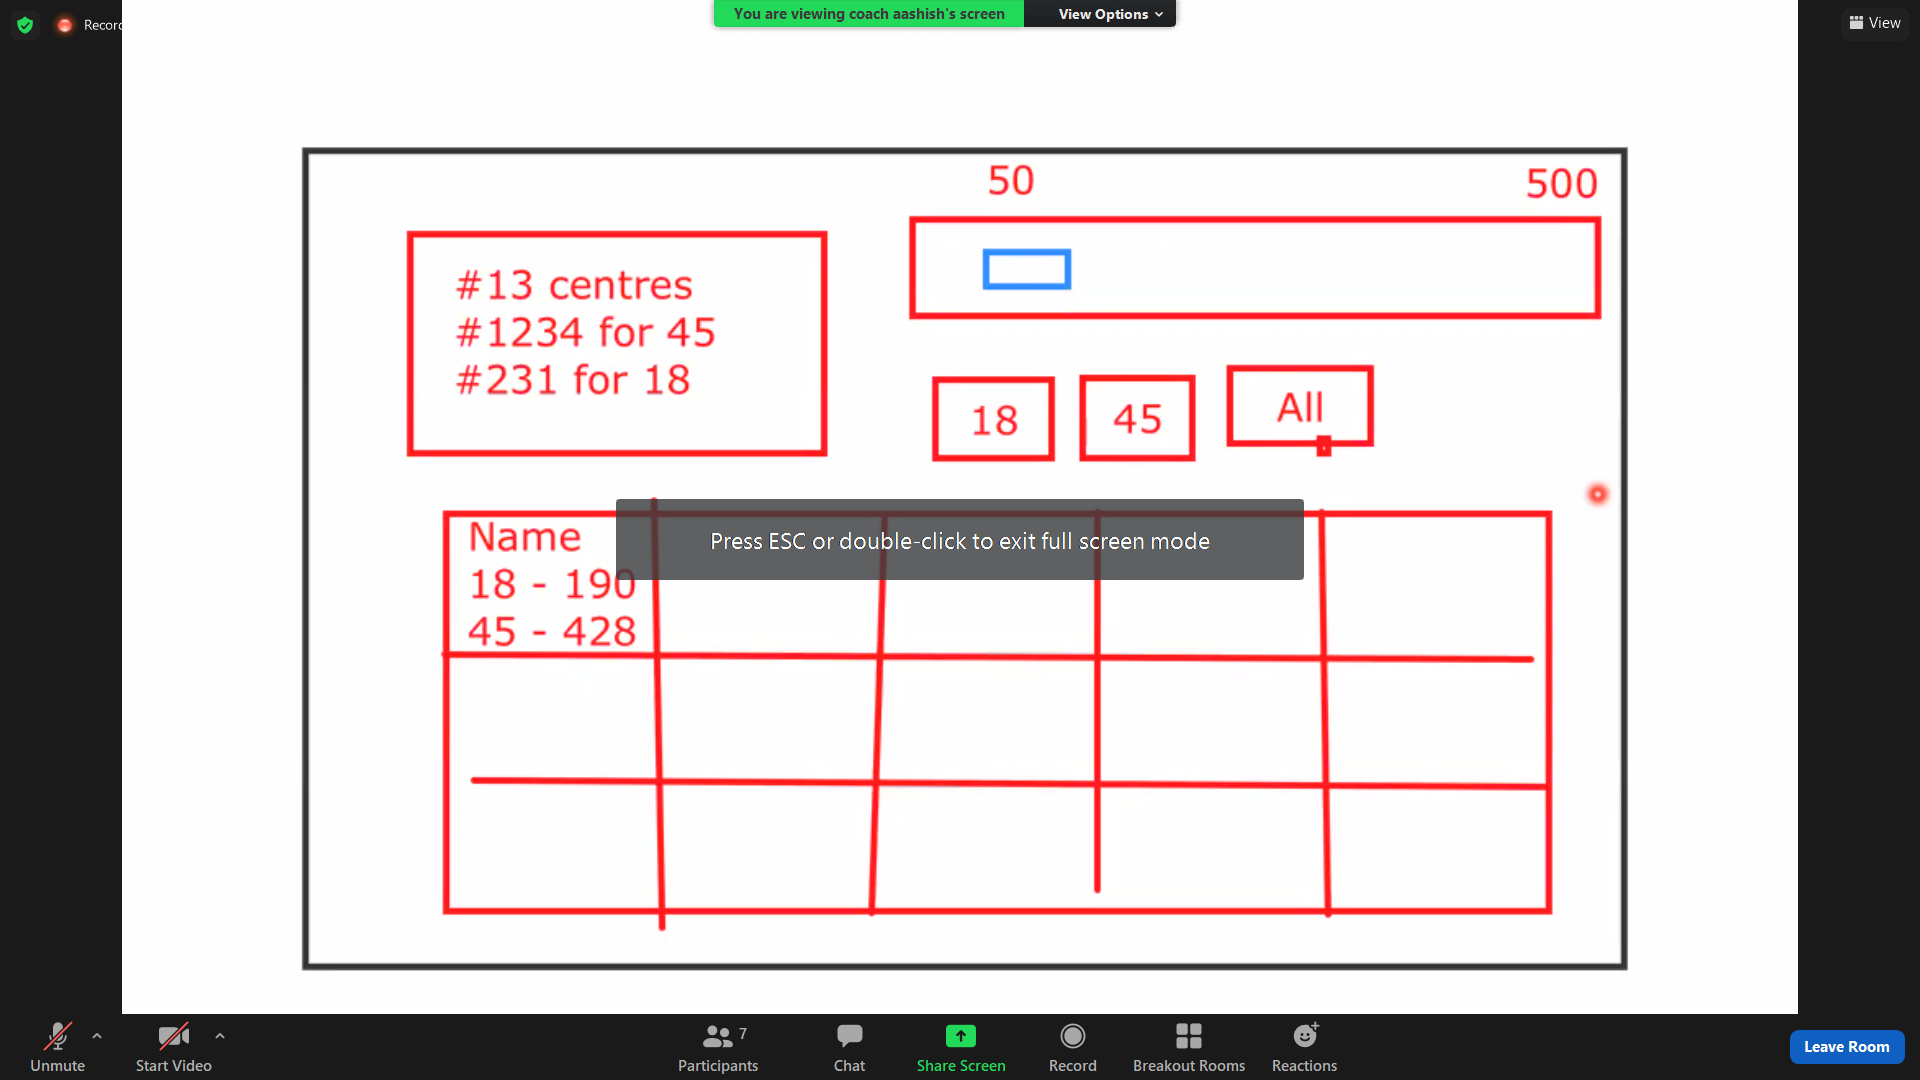 Record
You are viewing coach aashish's screen
View Options
View
50
500
#13 centres
#1234 for 45
#231 for 18
18
45
All
Name
18 - 190
45 - 428
Press ESC or double-click to exit full screen mode
Unmute
Start Video
7
Participants
Chat
Share Screen
Record
Breakout Rooms
Reactions
Leave Room